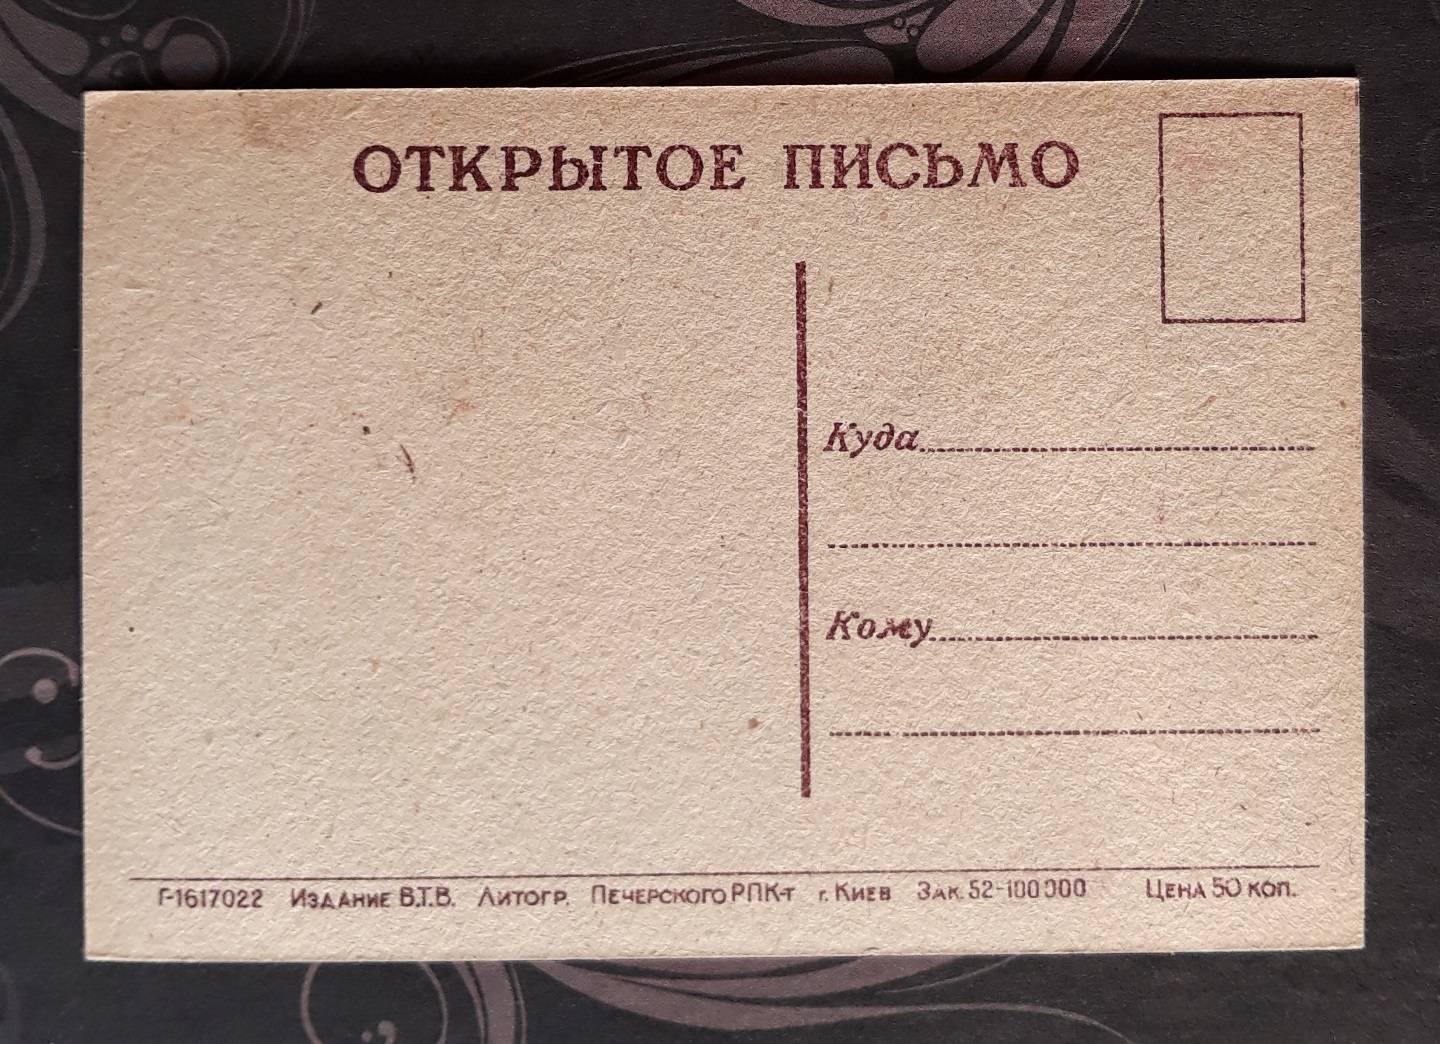 ОТКРЫТОЕ ПИСЬМО
Куда
Кому
Г-1617022 Издание В.Т.В. Литогр. Печерского РПК-т г. Киев Зак. 52-100000 Цена 50 коп.